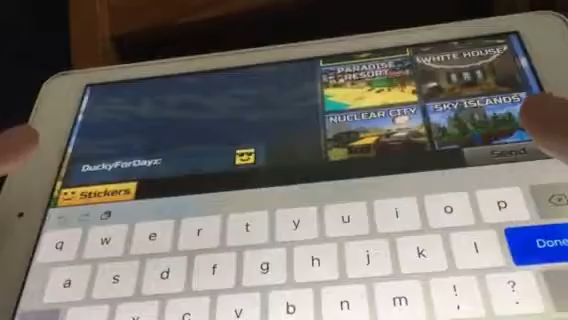 PARADISE RESORT
WHITE HOUSE
NUCLEAR CITY
SKY ISLANDS
DuckyForDayz:
Send
Stickers
q w e r t y u i o p
a s d f g h j k l
Done
c v b n m ! ?